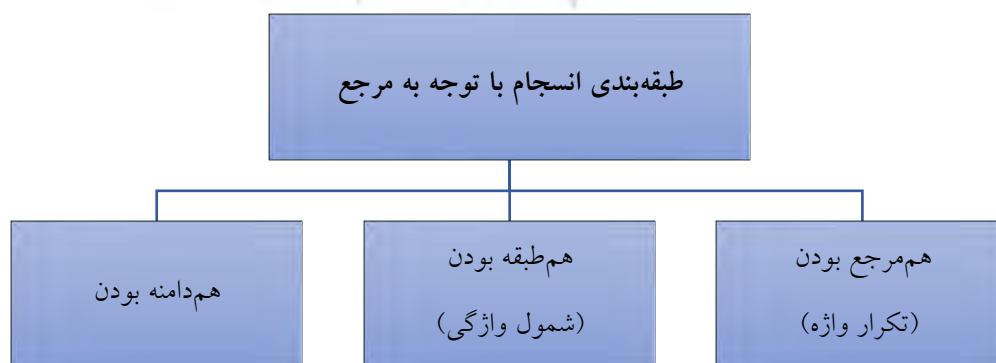 طبقه‌بندی انسجام با توجه به مرجع
هم‌مرجع بودن
(تکرار واژه)
هم‌طبقه بودن
(شمول واژگی)
هم‌دامنه بودن